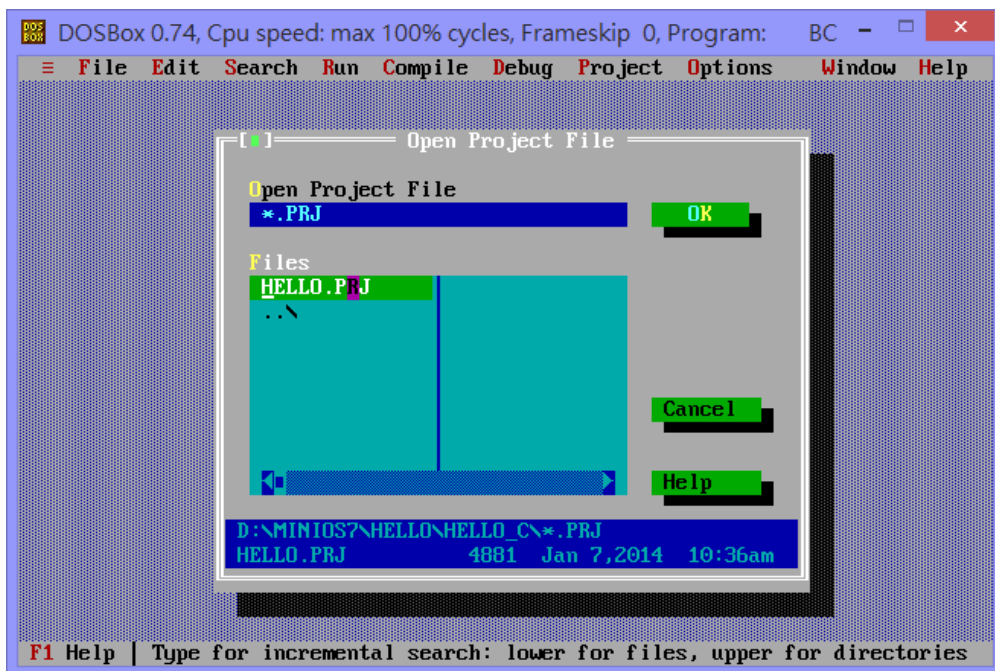 DOS BOX DOSBox 0.74, Cpu speed: max 100% cycles, Frameskip 0, Program: BC
≡ File Edit Search Run Compile Debug Project Options Window Help
Open Project File
Open Project File
*.PRJ OK
Files
HELLO.PRJ
..\
Cancel
Help
D:\MINIOS7\HELLO\HELLO_C\*.PRJ
HELLO.PRJ 4881 Jan 7,2014 10:36am
F1 Help | Type for incremental search: lower for files, upper for directories